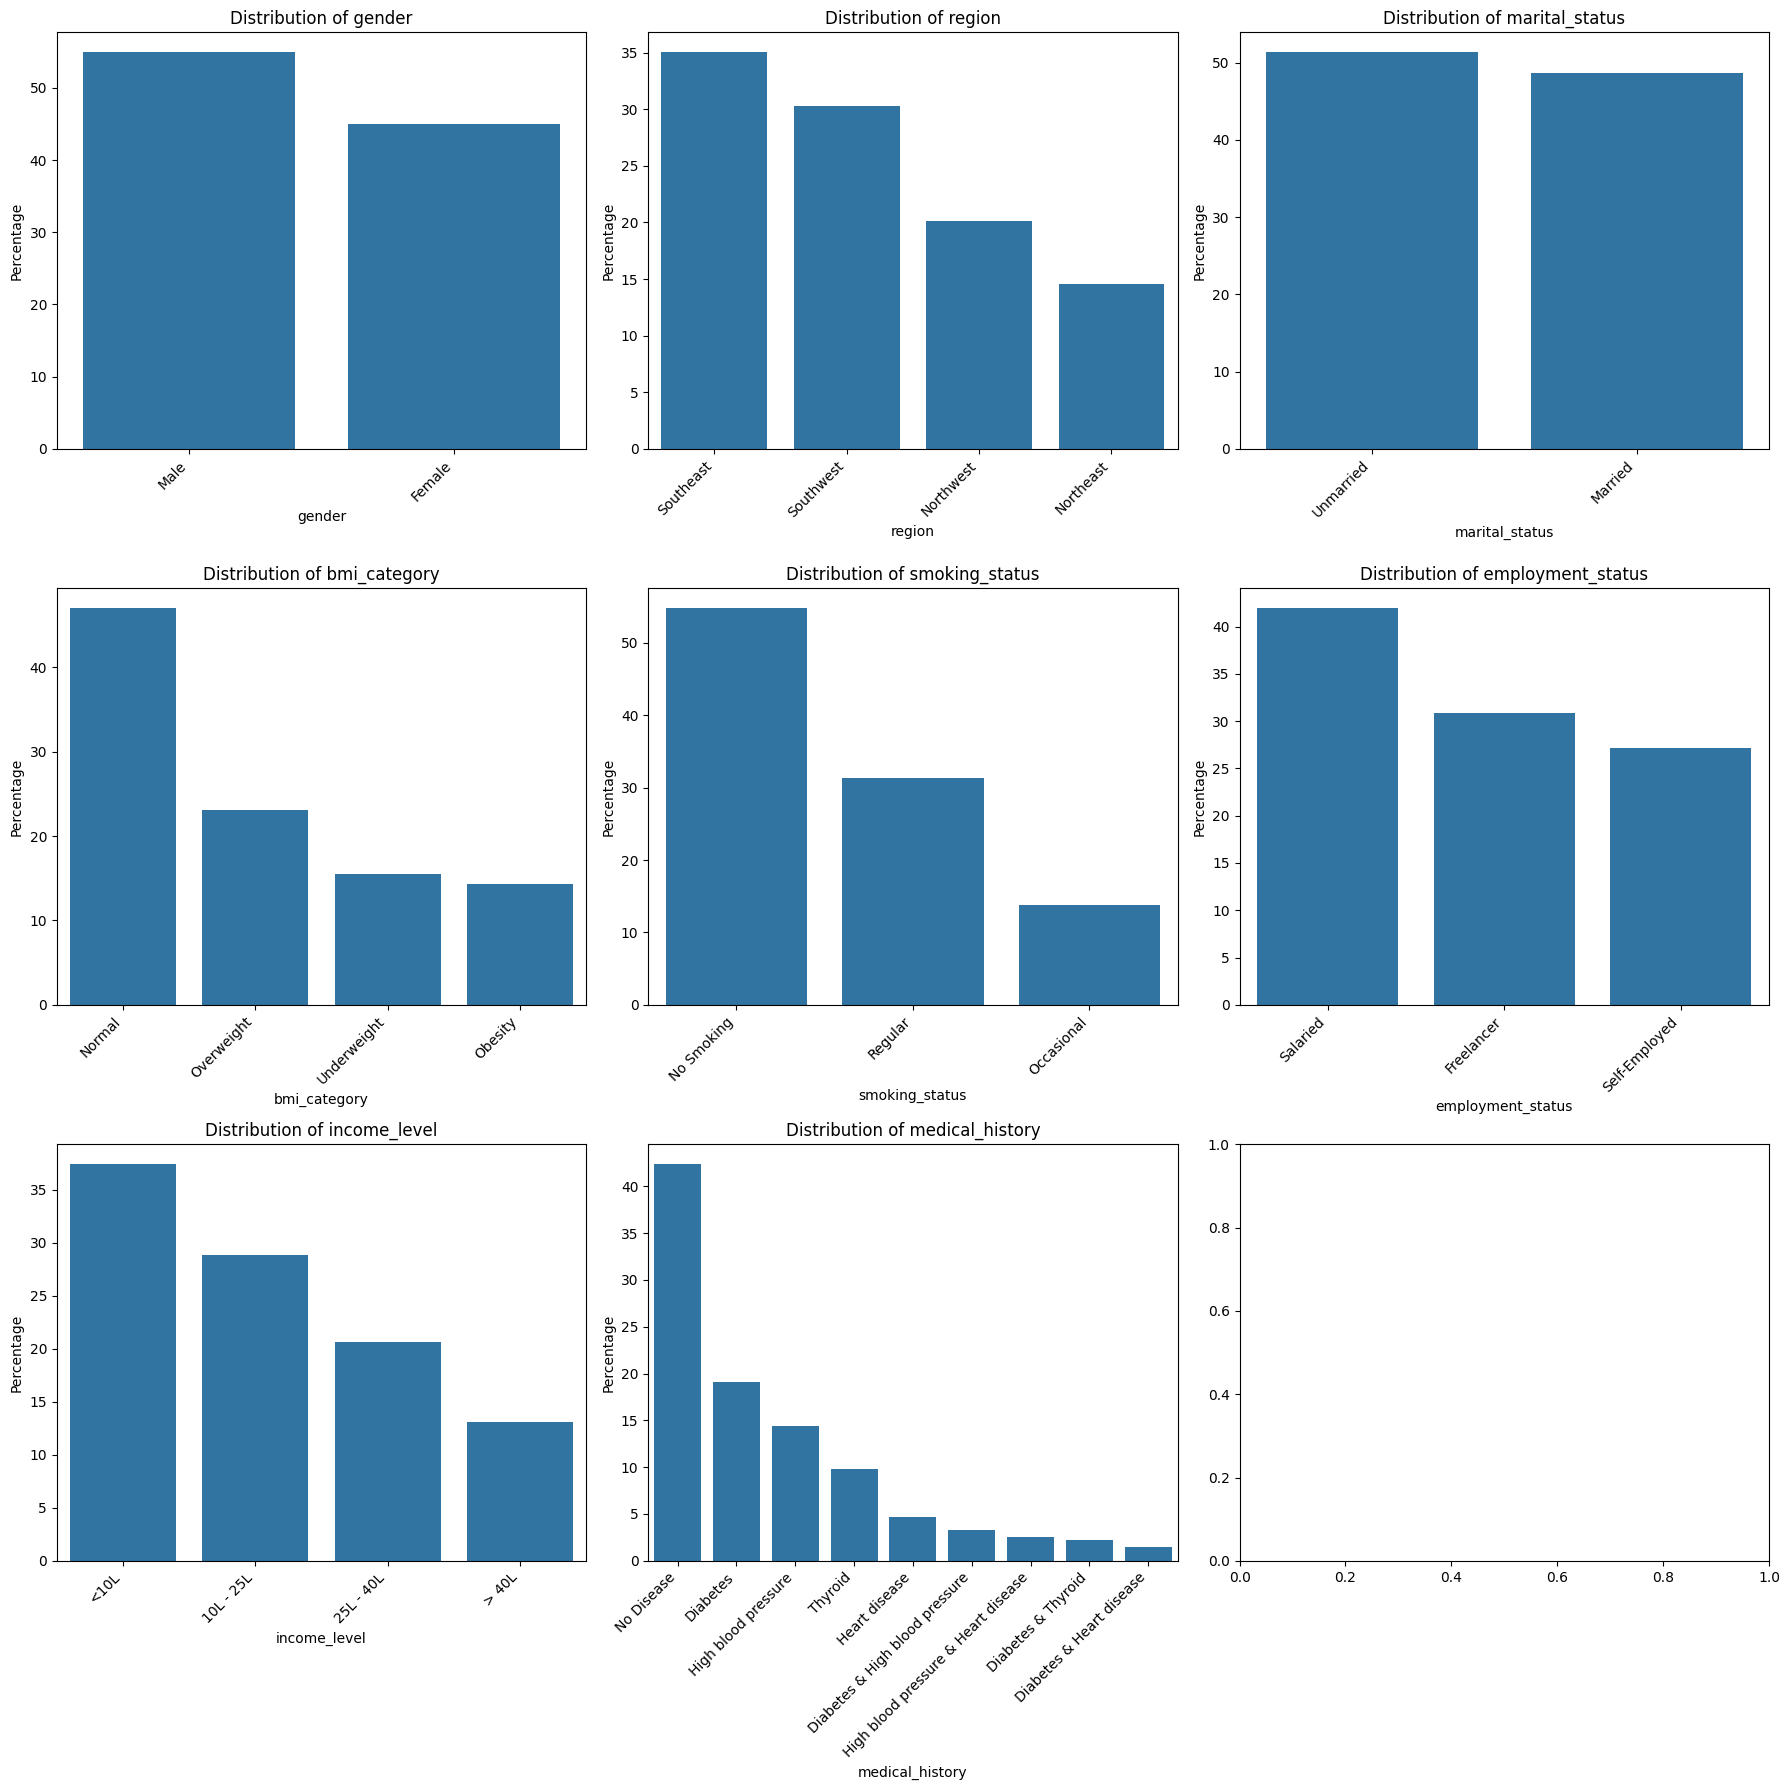 Distribution of gender
Percentage
50
40
30
20
10
0
Male
Female
gender
Distribution of region
Percentage
35
30
25
20
15
10
5
0
Southeast
Southwest
Northwest
Northeast
region
Distribution of marital_status
Percentage
50
40
30
20
10
0
Unmarried
Married
marital_status
Distribution of bmi_category
Percentage
40
30
20
10
0
Normal
Overweight
Underweight
Obesity
bmi_category
Distribution of smoking_status
Percentage
50
40
30
20
10
0
No Smoking
Regular
Occasional
smoking_status
Distribution of employment_status
Percentage
40
35
30
25
20
15
10
5
0
Salaried
Freelancer
Self-Employed
employment_status
Distribution of income_level
Percentage
35
30
25
20
15
10
5
0
<10L
10L - 25L
25L - 40L
> 40L
income_level
Distribution of medical_history
Percentage
40
35
30
25
20
15
10
5
0
No Disease
Diabetes
High blood pressure
Thyroid
Heart disease
Diabetes & High blood pressure
High blood pressure & Heart disease
Diabetes & Thyroid
Diabetes & Heart disease
medical_history
1.0
0.8
0.6
0.4
0.2
0.0
0.0
0.2
0.4
0.6
0.8
1.0